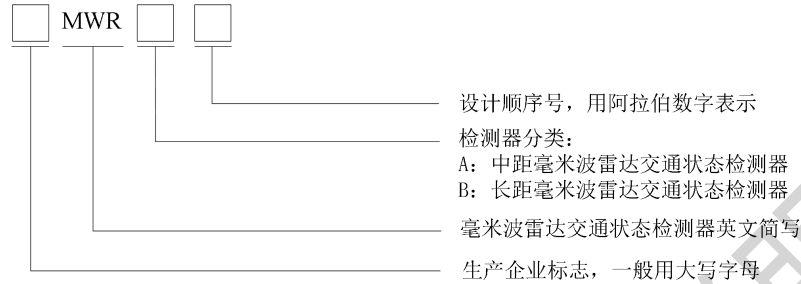 MWR
设计顺序号，用阿拉伯数字表示
检测器分类：
A：中距毫米波雷达交通状态检测器
B：长距毫米波雷达交通状态检测器
毫米波雷达交通状态检测器英文简写
生产企业标志，一般用大写字母